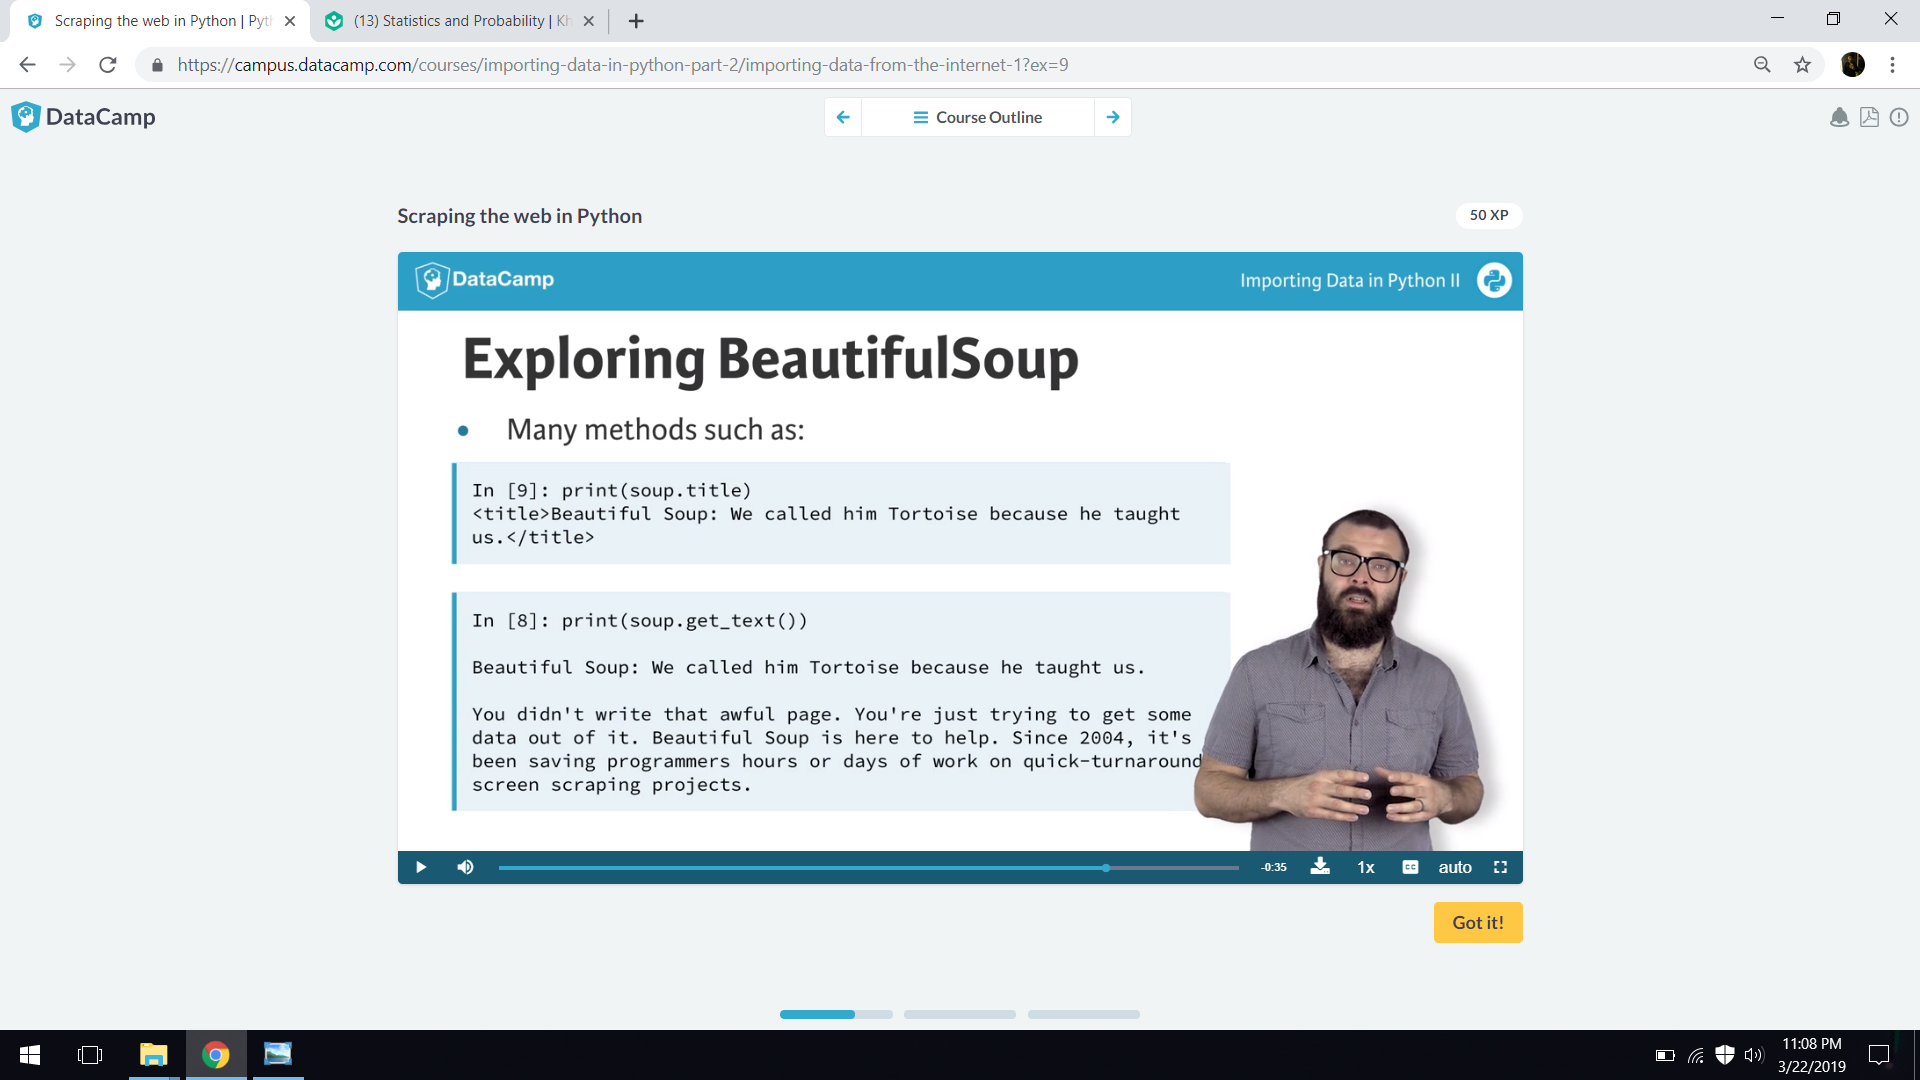 Scraping the web in Python | Pyth
(13) Statistics and Probability | Kh
https://campus.datacamp.com/courses/importing-data-in-python-part-2/importing-data-from-the-internet-1?ex=9
DataCamp
Course Outline
Scraping the web in Python
50 XP
DataCamp
Importing Data in Python II
Exploring BeautifulSoup
• Many methods such as:
In [9]: print(soup.title)
<title>Beautiful Soup: We called him Tortoise because he taught
us.</title>
In [8]: print(soup.get_text())
Beautiful Soup: We called him Tortoise because he taught us.
You didn't write that awful page. You're just trying to get some
data out of it. Beautiful Soup is here to help. Since 2004, it's
been saving programmers hours or days of work on quick-turnaround
screen scraping projects.
-0:35
1x
CC
auto
Got it!
11:08 PM
3/22/2019